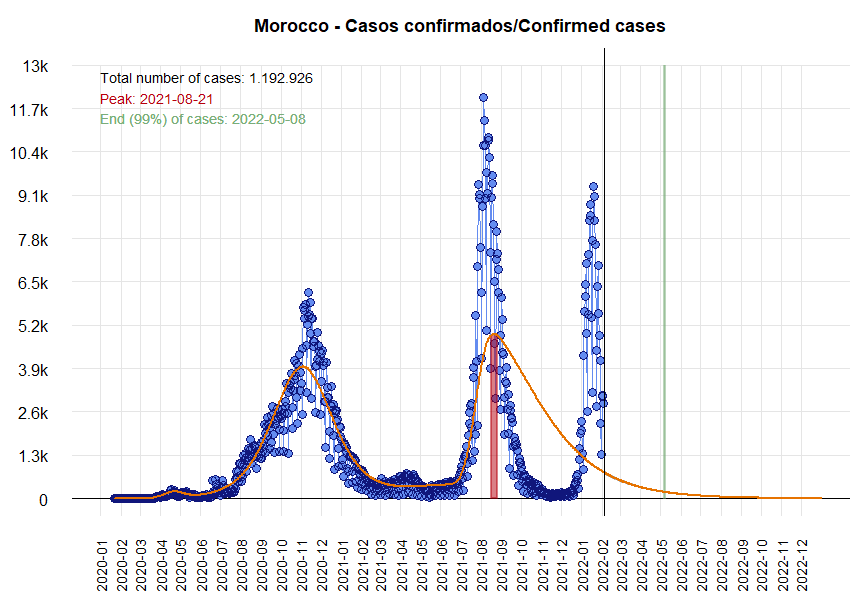 Morocco - Casos confirmados/Confirmed cases
Total number of cases: 1.192.926
Peak: 2021-08-21
End (99%) of cases: 2022-05-08
13k
11.7k
10.4k
9.1k
7.8k
6.5k
5.2k
3.9k
2.6k
1.3k
0
2020-01
2020-02
2020-03
2020-04
2020-05
2020-06
2020-07
2020-08
2020-09
2020-10
2020-11
2020-12
2021-01
2021-02
2021-03
2021-04
2021-05
2021-06
2021-07
2021-08
2021-09
2021-10
2021-11
2021-12
2022-01
2022-02
2022-03
2022-04
2022-05
2022-06
2022-07
2022-08
2022-09
2022-10
2022-11
2022-12